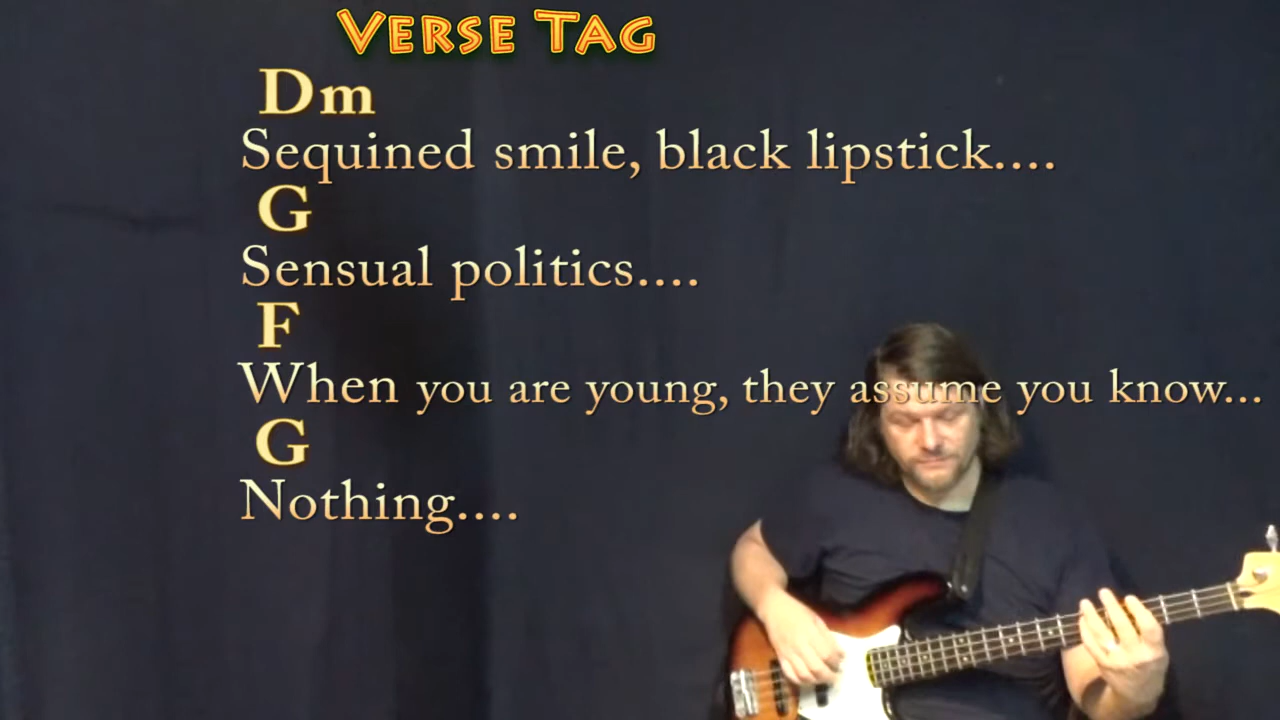 Verse Tag
Dm
Sequined smile, black lipstick....
G
Sensual politics....
F
When you are young, they assume you know...
G
Nothing....